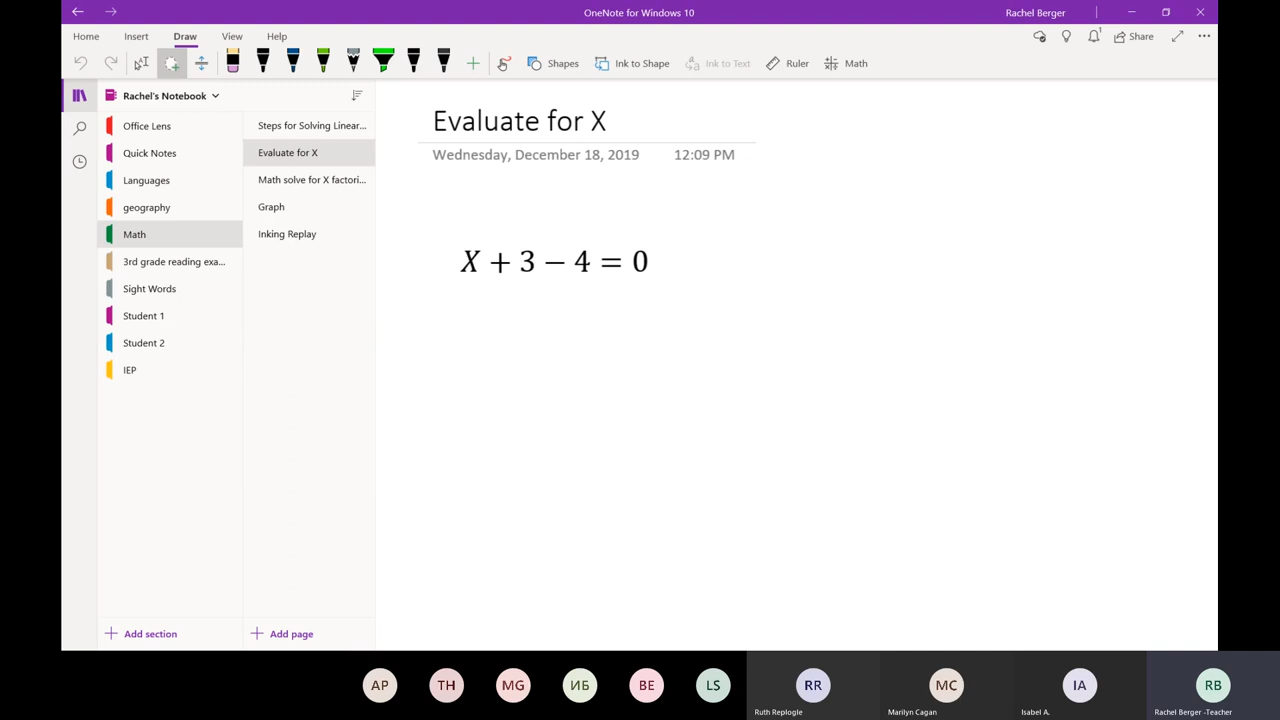 OneNote for Windows 10
Rachel Berger
Home Insert Draw View Help
Share
Shapes Ink to Shape Ink to Text Ruler Math
Rachel's Notebook
Office Lens
Quick Notes
Languages
geography
Math
3rd grade reading exa...
Sight Words
Student 1
Student 2
IEP
Add section
Steps for Solving Linear...
Evaluate for X
Math solve for X factori...
Graph
Inking Replay
Add page
Evaluate for X
Wednesday, December 18, 2019 12:09 PM
X + 3 − 4 = 0
AP TH MG ИБ BE LS RR MC IA RB
Ruth Replogle Marilyn Cagan Isabel A. Rachel Berger -Teacher